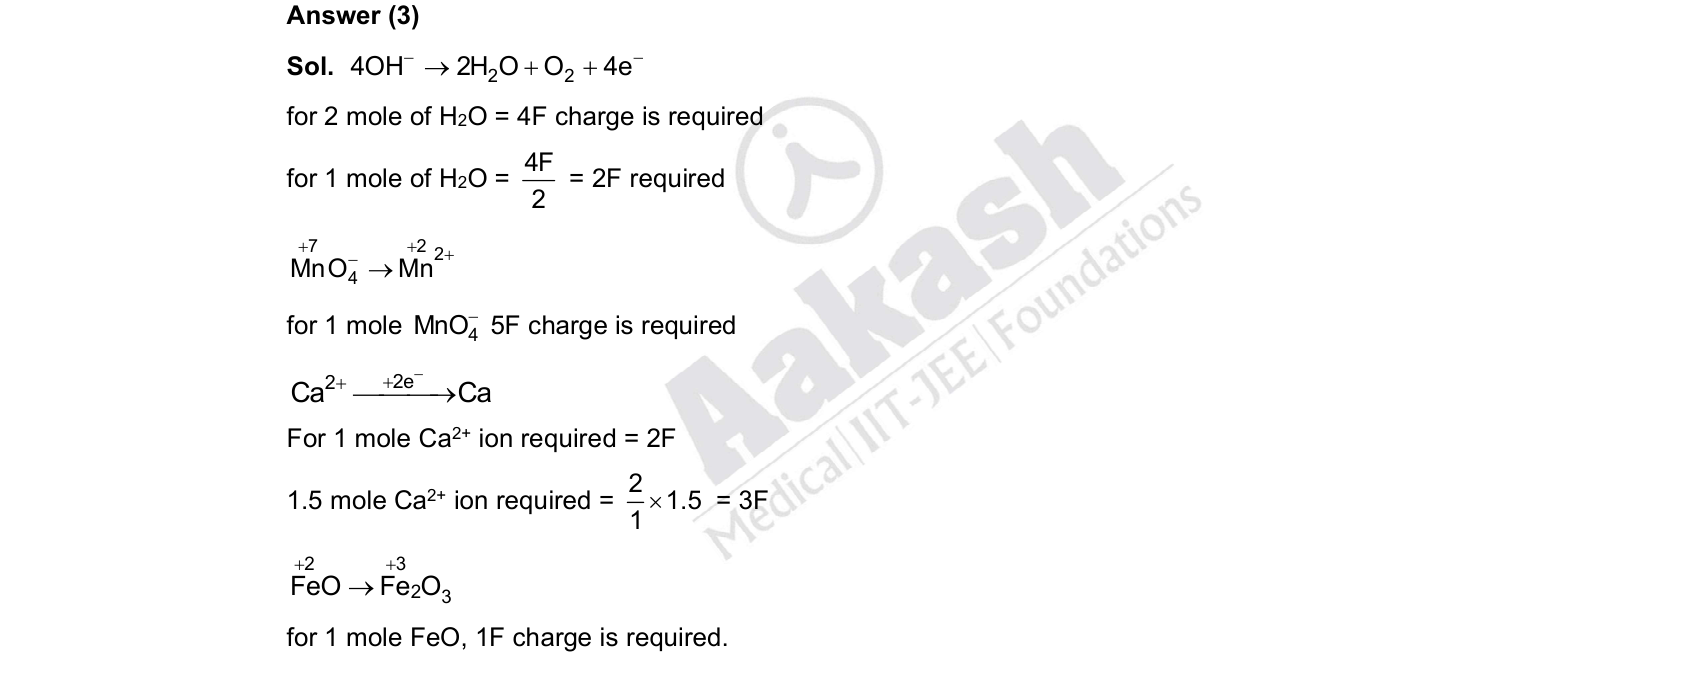 Answer (3)
Sol. 4OH⁻ → 2H₂O + O₂ + 4e⁻
for 2 mole of H₂O = 4F charge is required
for 1 mole of H₂O = 4F/2 = 2F required
+7 +2
MnO₄⁻ → Mn²⁺
for 1 mole MnO₄⁻ 5F charge is required
Ca²⁺ +2e⁻ → Ca
For 1 mole Ca²⁺ ion required = 2F
1.5 mole Ca²⁺ ion required = 2/1 × 1.5 = 3F
+2 +3
FeO → Fe₂O₃
for 1 mole FeO, 1F charge is required.
Aakash
Medical|IIT-JEE|Foundations